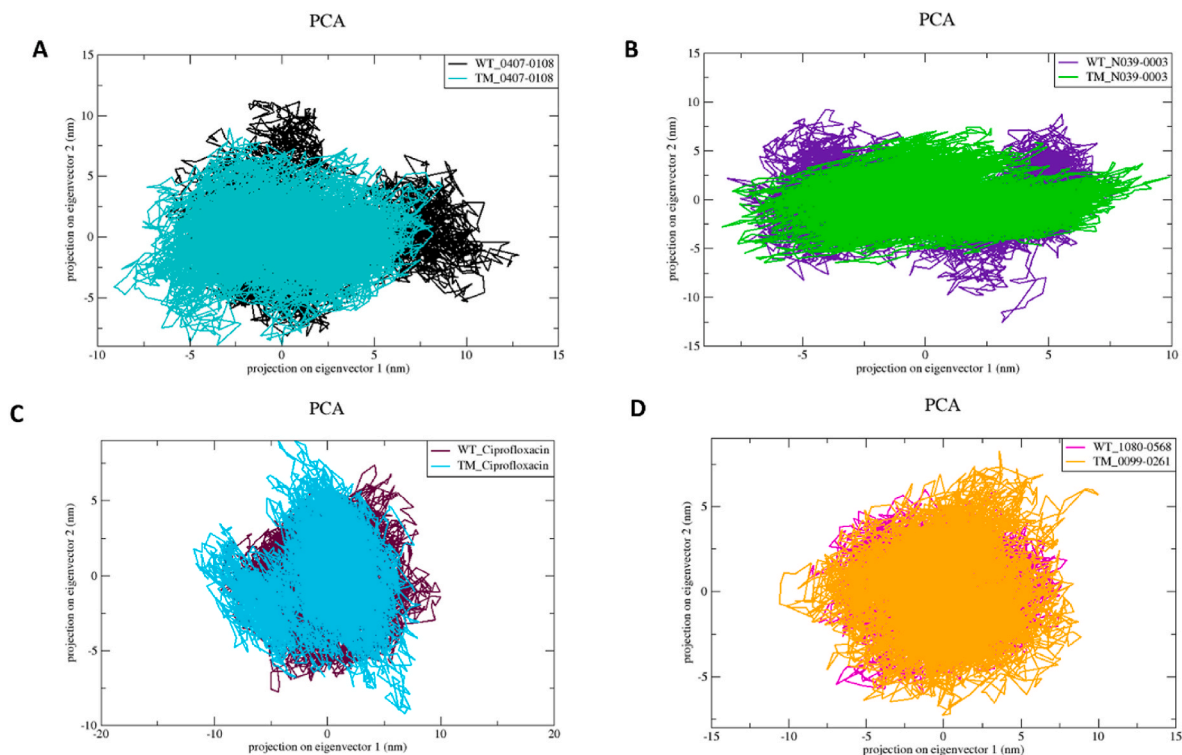 PCA
A
WT_0407-0108
TM_0407-0108
15
10
5
0
-5
projection on eigenvector 2 (nm)
-10
-5
0
5
10
15
projection on eigenvector 1 (nm)
PCA
B
WT_N039-0003
TM_N039-0003
15
10
5
0
-5
-10
-15
projection on eigenvector 2 (nm)
-5
0
5
10
projection on eigenvector 1 (nm)
PCA
C
WT_Ciprofloxacin
TM_Ciprofloxacin
5
0
-5
-10
projection on eigenvector 2 (nm)
-20
-10
0
10
20
projection on eigenvector 1 (nm)
PCA
D
WT_1080-0568
TM_0099-0261
5
0
-5
projection on eigenvector 2 (nm)
-15
-10
-5
0
5
10
15
projection on eigenvector 1 (nm)